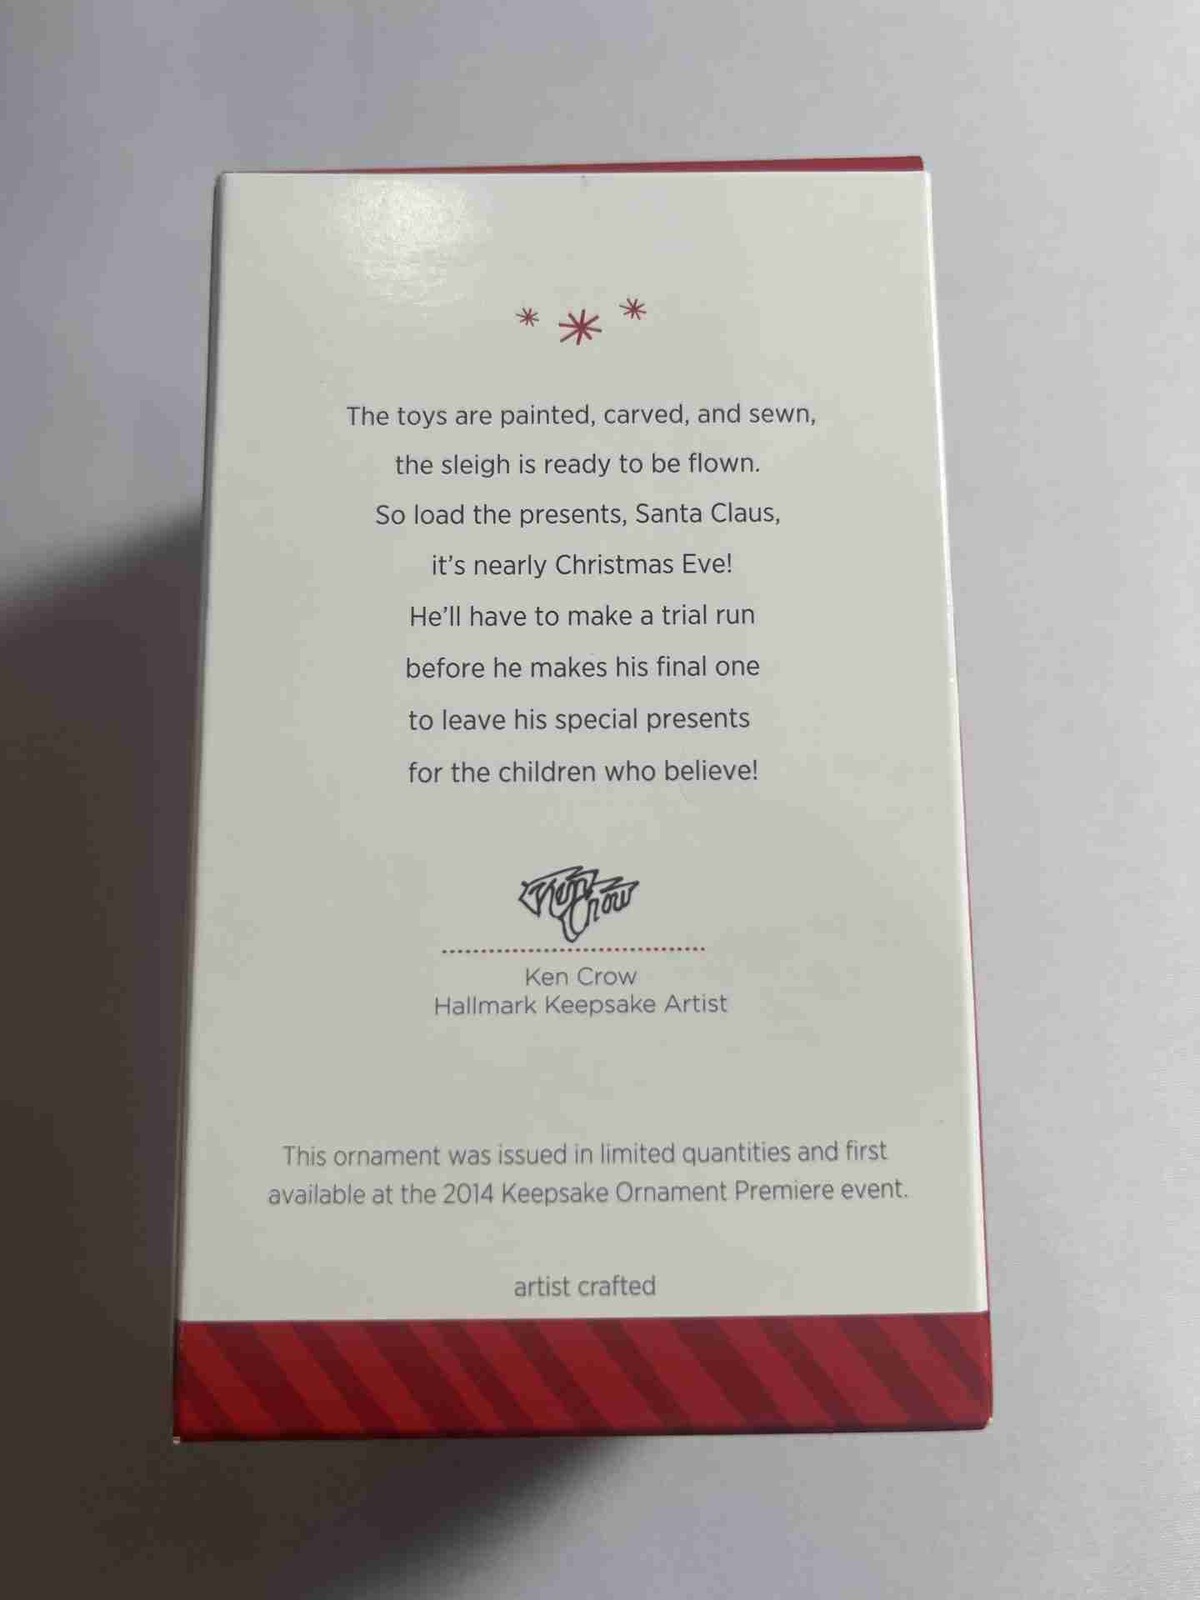 The toys are painted, carved, and sewn,
the sleigh is ready to be flown.
So load the presents, Santa Claus,
it's nearly Christmas Eve!
He'll have to make a trial run
before he makes his final one
to leave his special presents
for the children who believe!
Ken Crow
Ken Crow
Hallmark Keepsake Artist
This ornament was issued in limited quantities and first
available at the 2014 Keepsake Ornament Premiere event.
artist crafted